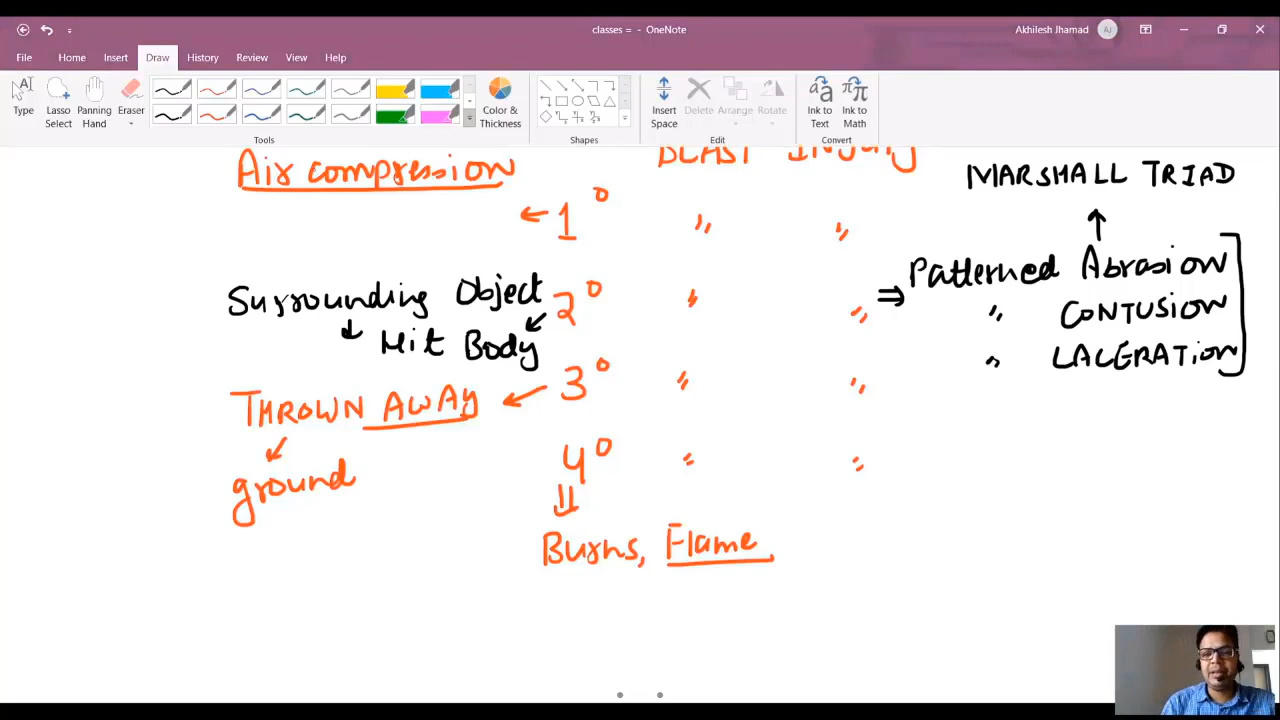 classes = - OneNote
Akhilesh Jhamad AJ
File Home Insert Draw History Review View Help
Type
Lasso Select
Panning Hand
Eraser
Color & Thickness
Insert Space
Delete
Arrange
Rotate
Ink to Text
Ink to Math
Tools
Shapes
Edit
Convert
Air compression
BLAST Injury
MARSHALL TRIAD
← 1° " "
↑
Surrounding Object
2° " "
⇒ Patterned Abrasion
" CONTUSION
↓ Hit Body
" LACERATION
THROWN AWAY ← 3° " "
ground
4° " "
Burns, Flame,